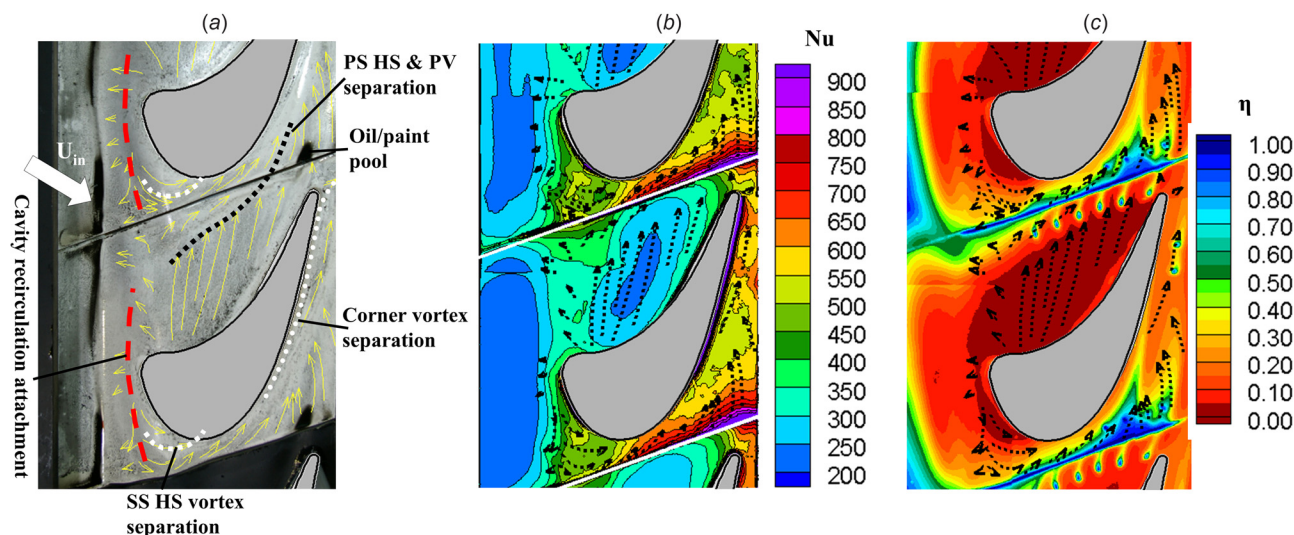 (a)
(b)
(c)
PS HS & PV
separation
Oil/paint
pool
U_in
Cavity recirculation attachment
Corner vortex
separation
SS HS vortex
separation
Nu
900
850
800
750
700
650
600
550
500
450
400
350
300
250
200
η
1.00
0.90
0.80
0.70
0.60
0.50
0.40
0.30
0.20
0.10
0.00